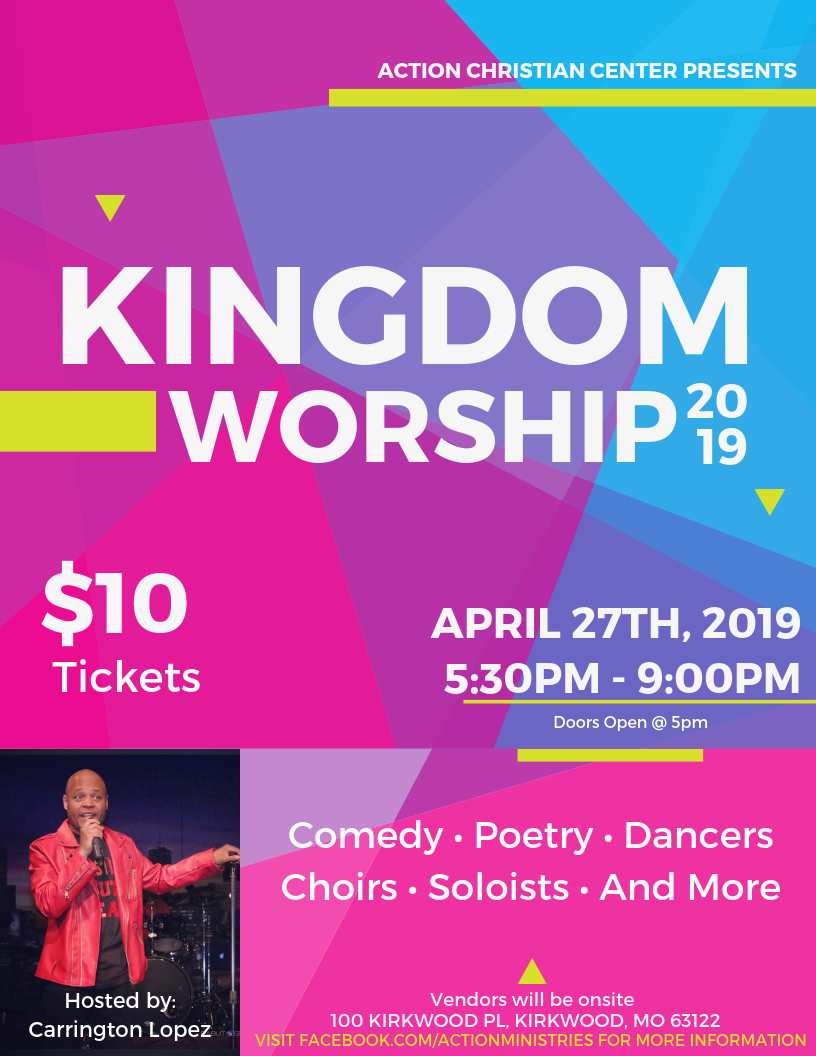 ACTION CHRISTIAN CENTER PRESENTS
KINGDOM
WORSHIP 20
19
$10
Tickets
APRIL 27TH, 2019
5:30PM - 9:00PM
Doors Open @ 5pm
Comedy • Poetry • Dancers
Choirs • Soloists • And More
Hosted by:
Carrington Lopez
Vendors will be onsite
100 KIRKWOOD PL, KIRKWOOD, MO 63122
VISIT FACEBOOK.COM/ACTIONMINISTRIES FOR MORE INFORMATION